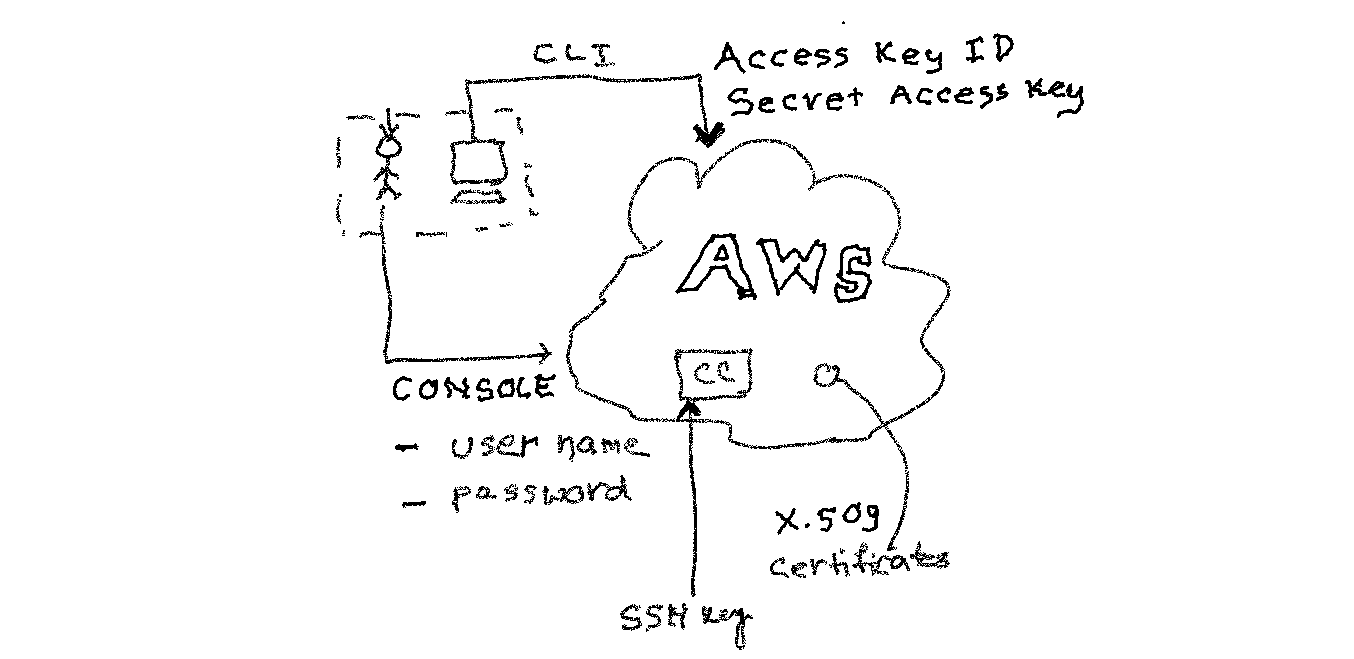 CLI
Access Key ID
Secret Access Key
AWS
CC
CONSOLE
- user name
- password
X.509
certificates
SSH key